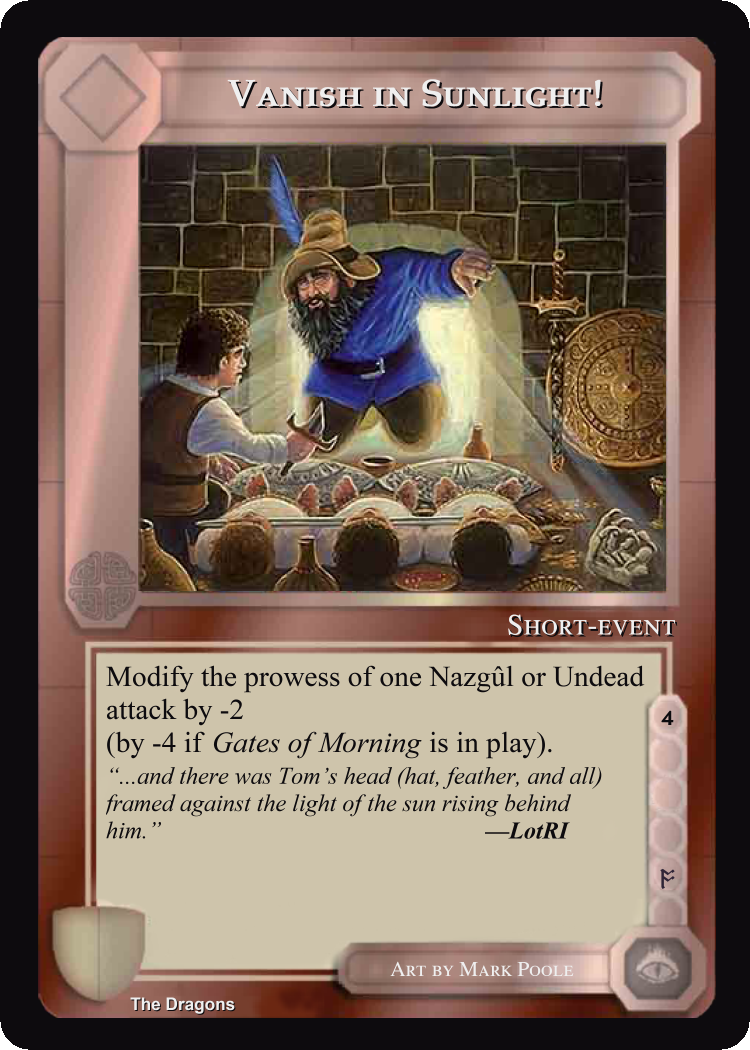 Vanish in Sunlight!
Short-event
Modify the prowess of one Nazgûl or Undead
attack by -2
(by -4 if Gates of Morning is in play).
“...and there was Tom’s head (hat, feather, and all)
framed against the light of the sun rising behind
him.” —LotRI
4
ᚩ
Art by Mark Poole
The Dragons